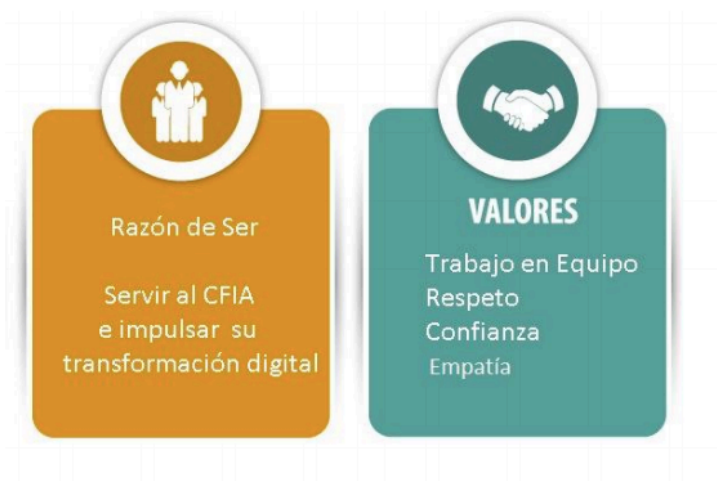 Razón de Ser
Servir al CFIA
e impulsar su
transformación digital
VALORES
Trabajo en Equipo
Respeto
Confianza
Empatía